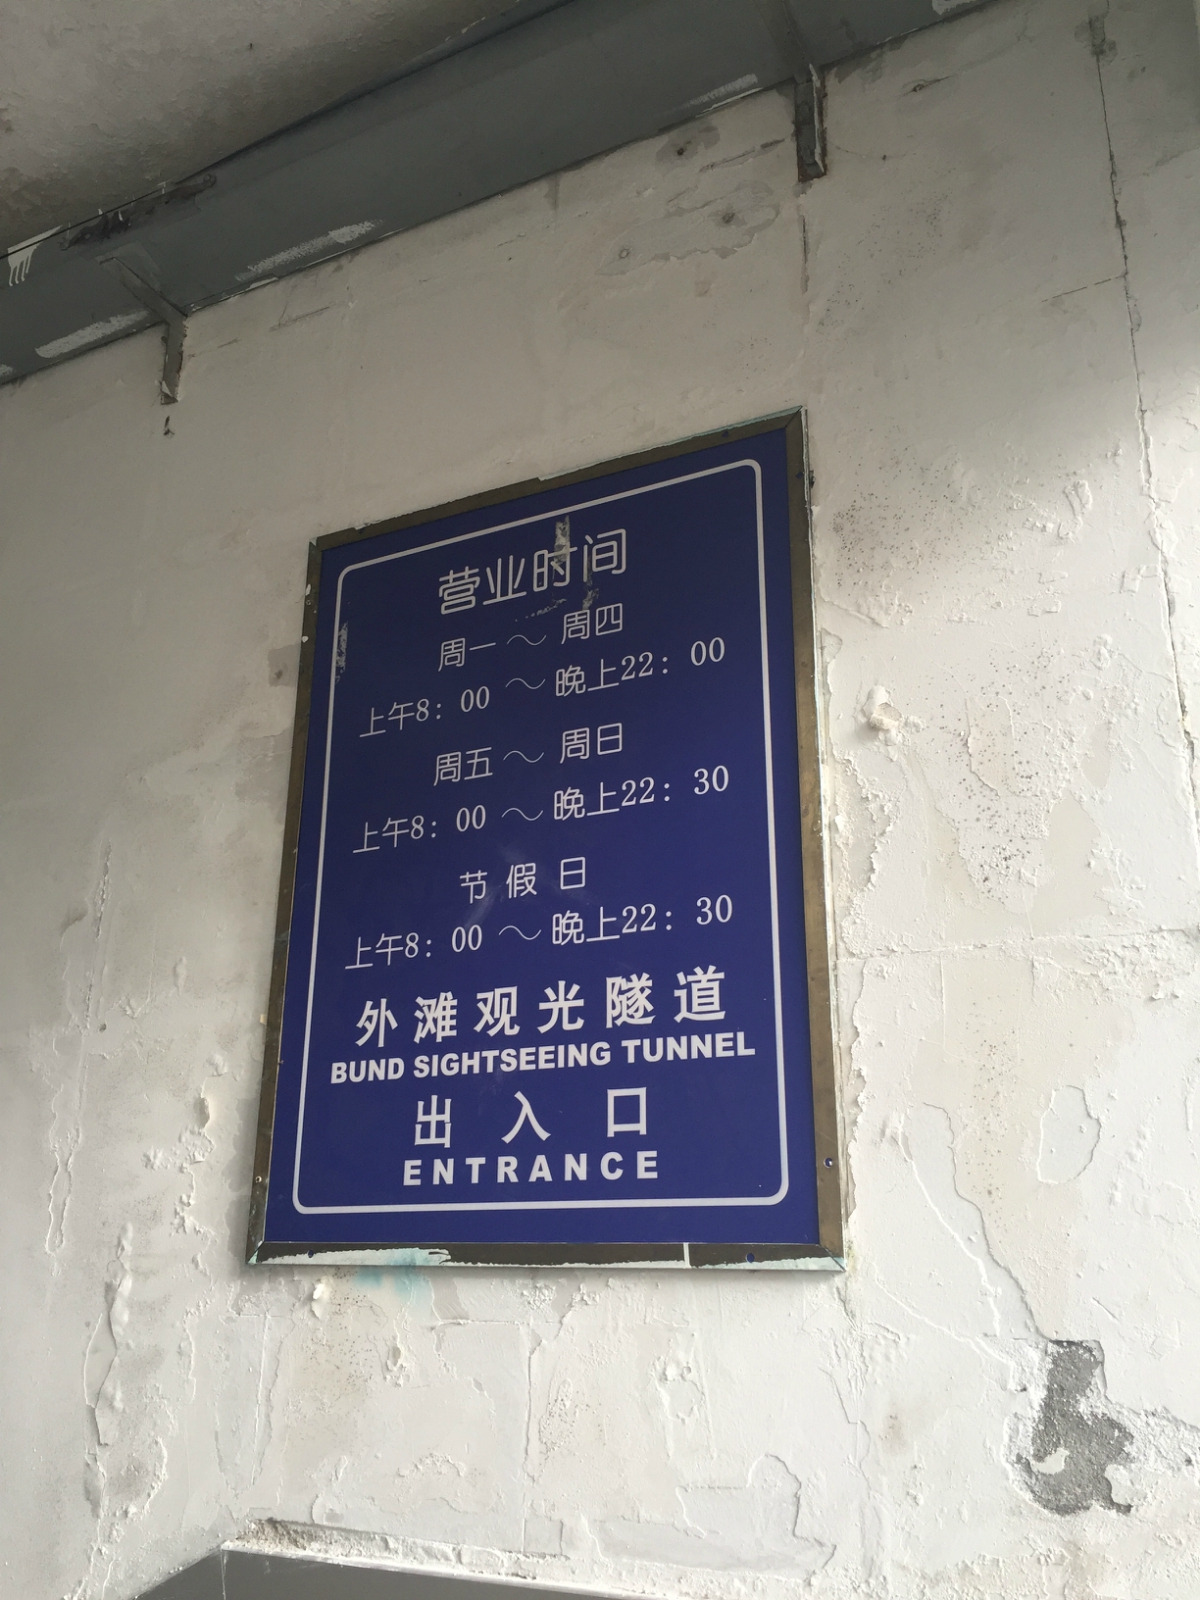 营业时间
周一～周四
上午8：00～晚上22：00
周五～周日
上午8：00～晚上22：30
节假日
上午8：00～晚上22：30
外滩观光隧道
BUND SIGHTSEEING TUNNEL
出入口
ENTRANCE